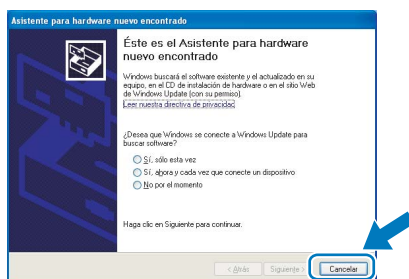 Asistente para hardware nuevo encontrado
Éste es el Asistente para hardware
nuevo encontrado
Windows buscará el software existente y el actualizado en su
equipo, en el CD de instalación de hardware o en el sitio Web
de Windows Update (con su permiso).
Leer nuestra directiva de privacidad
¿Desea que Windows se conecte a Windows Update para
buscar software?
Sí, sólo esta vez
Sí, ahora y cada vez que conecte un dispositivo
No por el momento
Haga clic en Siguiente para continuar.
< Atrás Siguiente > Cancelar